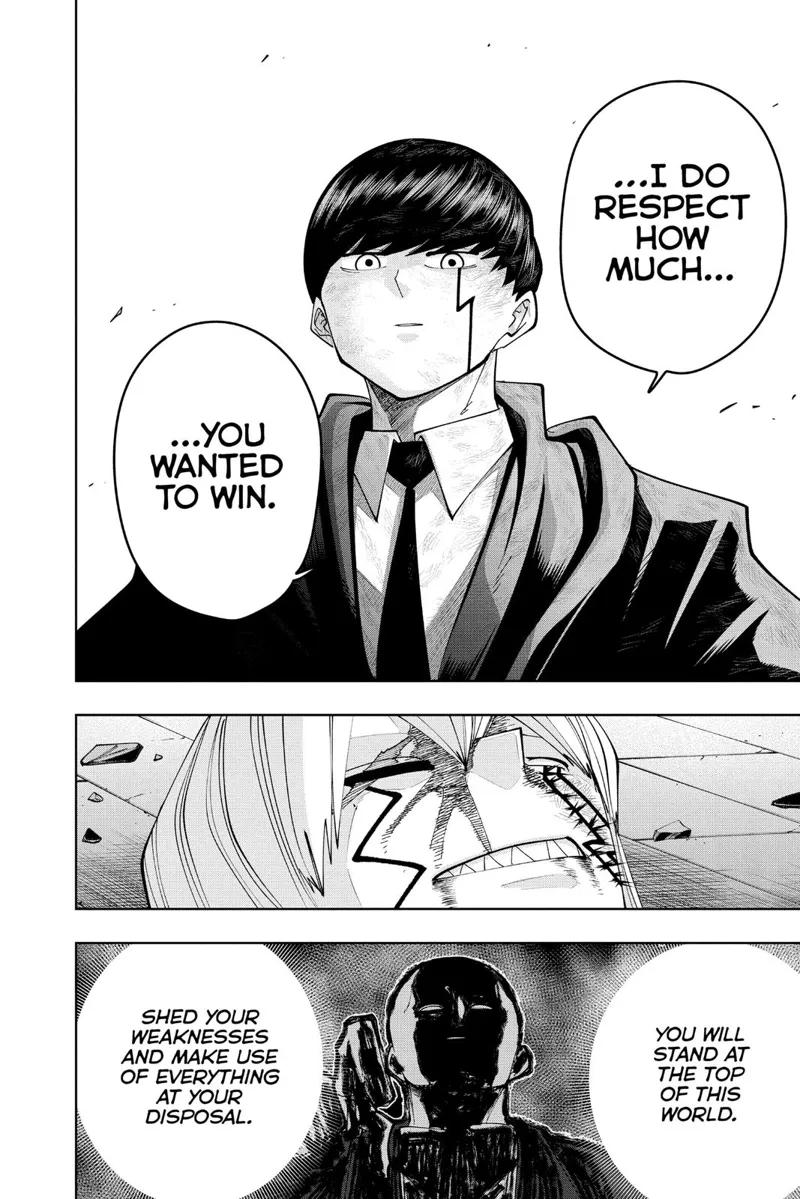 ...I DO
RESPECT
HOW
MUCH...
...YOU
WANTED
TO WIN.
YOU WILL
STAND AT
THE TOP
OF THIS
WORLD.
SHED YOUR
WEAKNESSES
AND MAKE USE
OF EVERYTHING
AT YOUR
DISPOSAL.